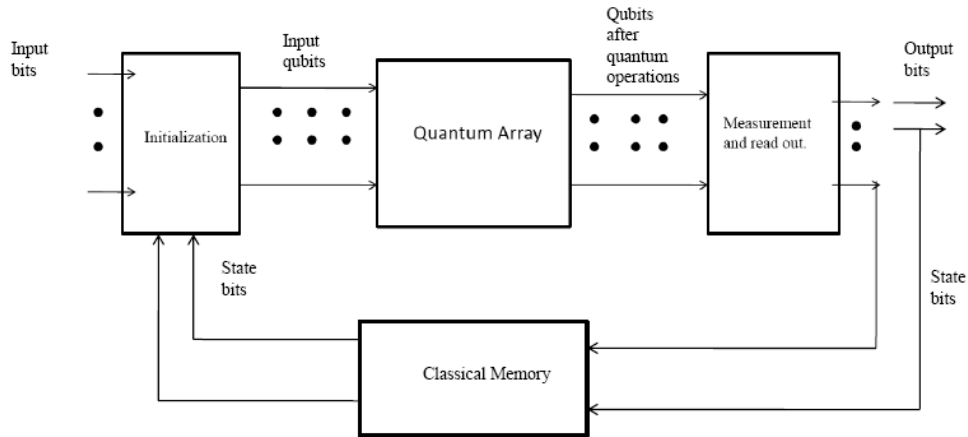 Input
bits
Initialization
Input
qubits
Quantum Array
Qubits
after
quantum
operations
Measurement
and read out.
Output
bits
State
bits
State
bits
Classical Memory